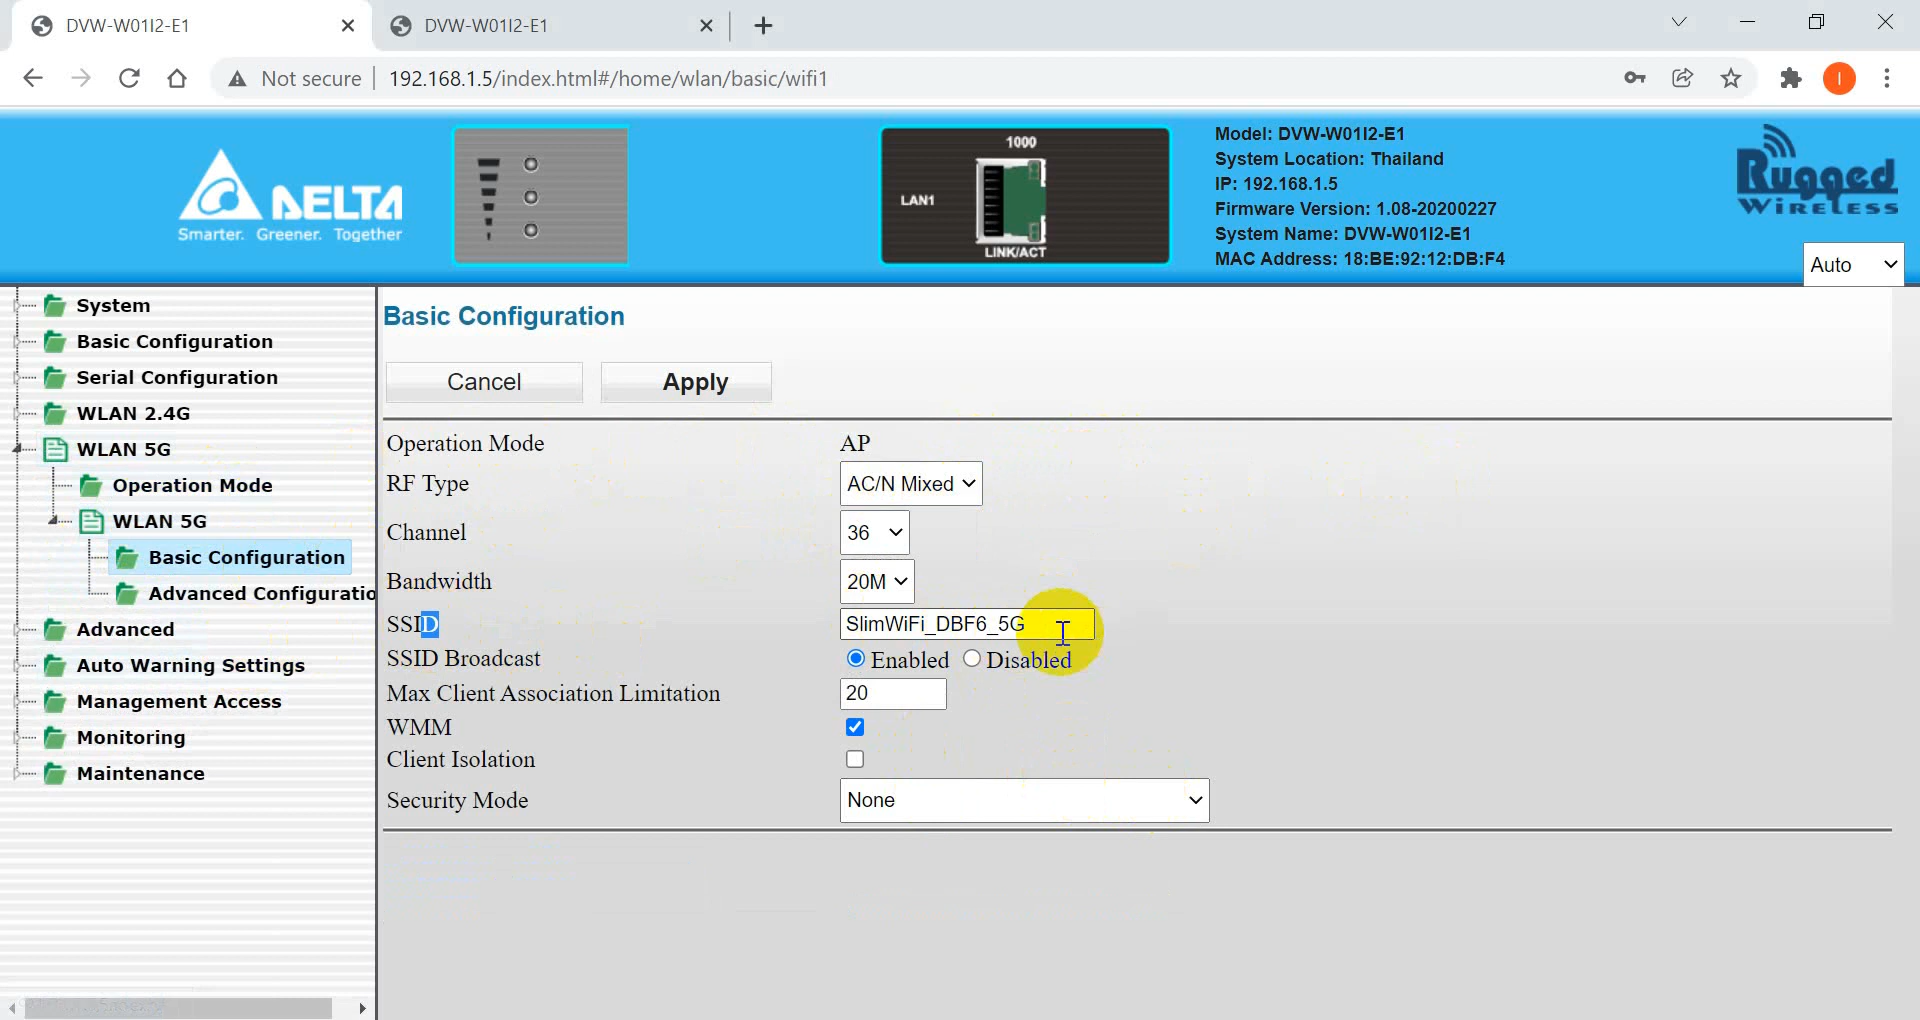 DVW-W01I2-E1
DVW-W01I2-E1
Not secure
192.168.1.5/index.html#/home/wlan/basic/wifi1
I
DELTA
Smarter. Greener. Together
1000
LAN1
LINK/ACT
Model: DVW-W01I2-E1
System Location: Thailand
IP: 192.168.1.5
Firmware Version: 1.08-20200227
System Name: DVW-W01I2-E1
MAC Address: 18:BE:92:12:DB:F4
Rugged
Wireless
Auto
System
Basic Configuration
Serial Configuration
WLAN 2.4G
WLAN 5G
Operation Mode
WLAN 5G
Basic Configuration
Advanced Configuratio
Advanced
Auto Warning Settings
Management Access
Monitoring
Maintenance
Basic Configuration
Cancel Apply
Operation Mode AP
RF Type AC/N Mixed
Channel 36
Bandwidth 20M
SSID SlimWiFi_DBF6_5G
SSID Broadcast Enabled Disabled
Max Client Association Limitation 20
WMM
Client Isolation
Security Mode None